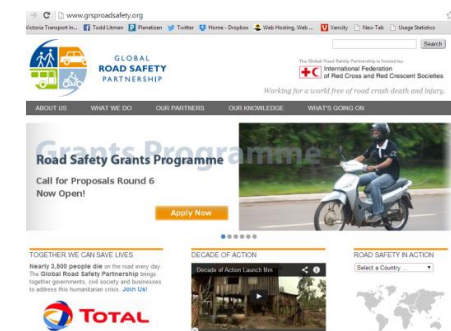 www.grsproadsafety.org
Victoria Transport In...
Todd Litman
Planetizen
Twitter
Home - Dropbox
Web Hosting, Web ...
Varsity
New Tab
Usage Statistics
Search
GLOBAL
ROAD SAFETY
PARTNERSHIP
The Global Road Safety Partnership is hosted by:
International Federation
of Red Cross and Red Crescent Societies
Working for a world free of road crash death and injury.
ABOUT US WHAT WE DO OUR PARTNERS OUR KNOWLEDGE WHAT'S GOING ON
Grants Programme
Road Safety Grants Programme
Call for Proposals Round 6
Now Open!
Apply Now
TOGETHER WE CAN SAVE LIVES
Nearly 3,500 people die on the road every day.
The Global Road Safety Partnership brings
together governments, civil society and businesses
to address this humanitarian crisis. Join Us!
TOTAL
DECADE OF ACTION
Decade of Action Launch Bin
ROAD SAFETY IN ACTION
Select a Country . .